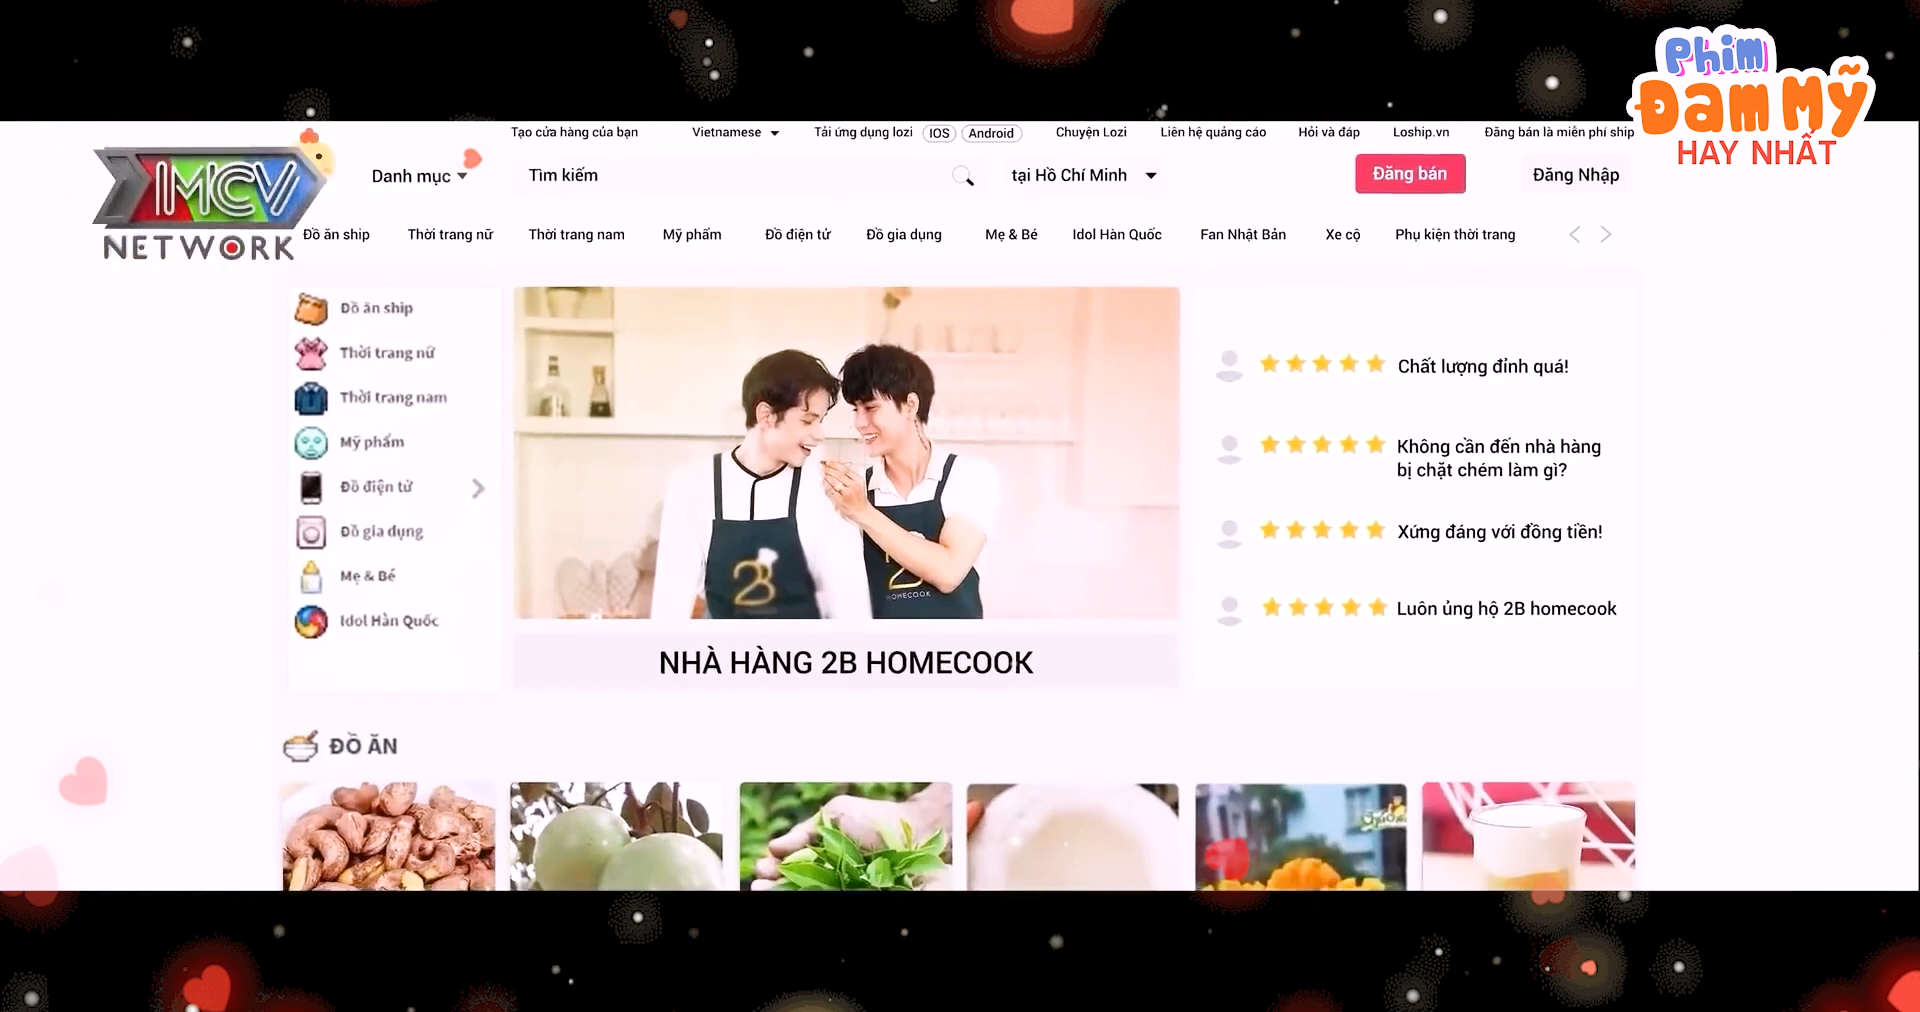 Phim
Đam Mỹ
HAY NHẤT
MCV
NETWORK
Tạo cửa hàng của bạn
Vietnamese
Tải ứng dụng lozi
IOS
Android
Chuyện Lozi
Liên hệ quảng cáo
Hỏi và đáp
Loship.vn
Đăng bán là miễn phí ship
Danh mục
Tìm kiếm
tại Hồ Chí Minh
Đăng bán
Đăng Nhập
Đồ ăn ship
Thời trang nữ
Thời trang nam
Mỹ phẩm
Đồ điện tử
Đồ gia dụng
Mẹ & Bé
Idol Hàn Quốc
Fan Nhật Bản
Xe cộ
Phụ kiện thời trang
Đồ ăn ship
Thời trang nữ
Thời trang nam
Mỹ phẩm
Đồ điện tử
Đồ gia dụng
Mẹ & Bé
Idol Hàn Quốc
2B
2
HOMECOOK
NHÀ HÀNG 2B HOMECOOK
Chất lượng đỉnh quá!
Không cần đến nhà hàng
bị chặt chém làm gì?
Xứng đáng với đồng tiền!
Luôn ủng hộ 2B homecook
ĐỒ ĂN